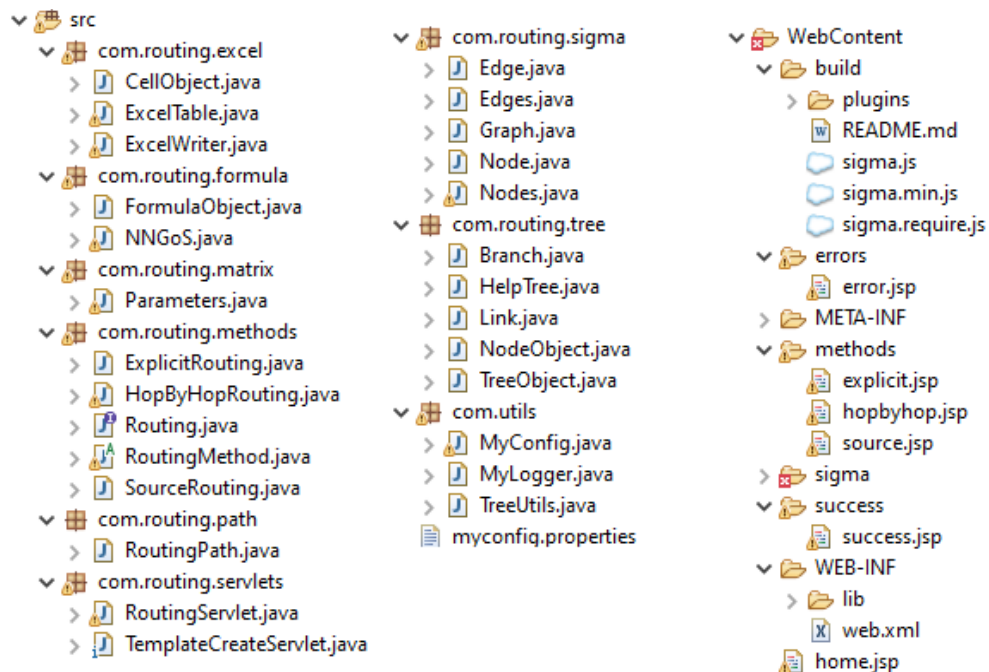 src
com.routing.excel
CellObject.java
ExcelTable.java
ExcelWriter.java
com.routing.formula
FormulaObject.java
NNGoS.java
com.routing.matrix
Parameters.java
com.routing.methods
ExplicitRouting.java
HopByHopRouting.java
Routing.java
RoutingMethod.java
SourceRouting.java
com.routing.path
RoutingPath.java
com.routing.servlets
RoutingServlet.java
TemplateCreateServlet.java
com.routing.sigma
Edge.java
Edges.java
Graph.java
Node.java
Nodes.java
com.routing.tree
Branch.java
HelpTree.java
Link.java
NodeObject.java
TreeObject.java
com.utils
MyConfig.java
MyLogger.java
TreeUtils.java
myconfig.properties
WebContent
build
plugins
README.md
sigma.js
sigma.min.js
sigma.require.js
errors
error.jsp
META-INF
methods
explicit.jsp
hopbyhop.jsp
source.jsp
sigma
success
success.jsp
WEB-INF
lib
web.xml
home.jsp